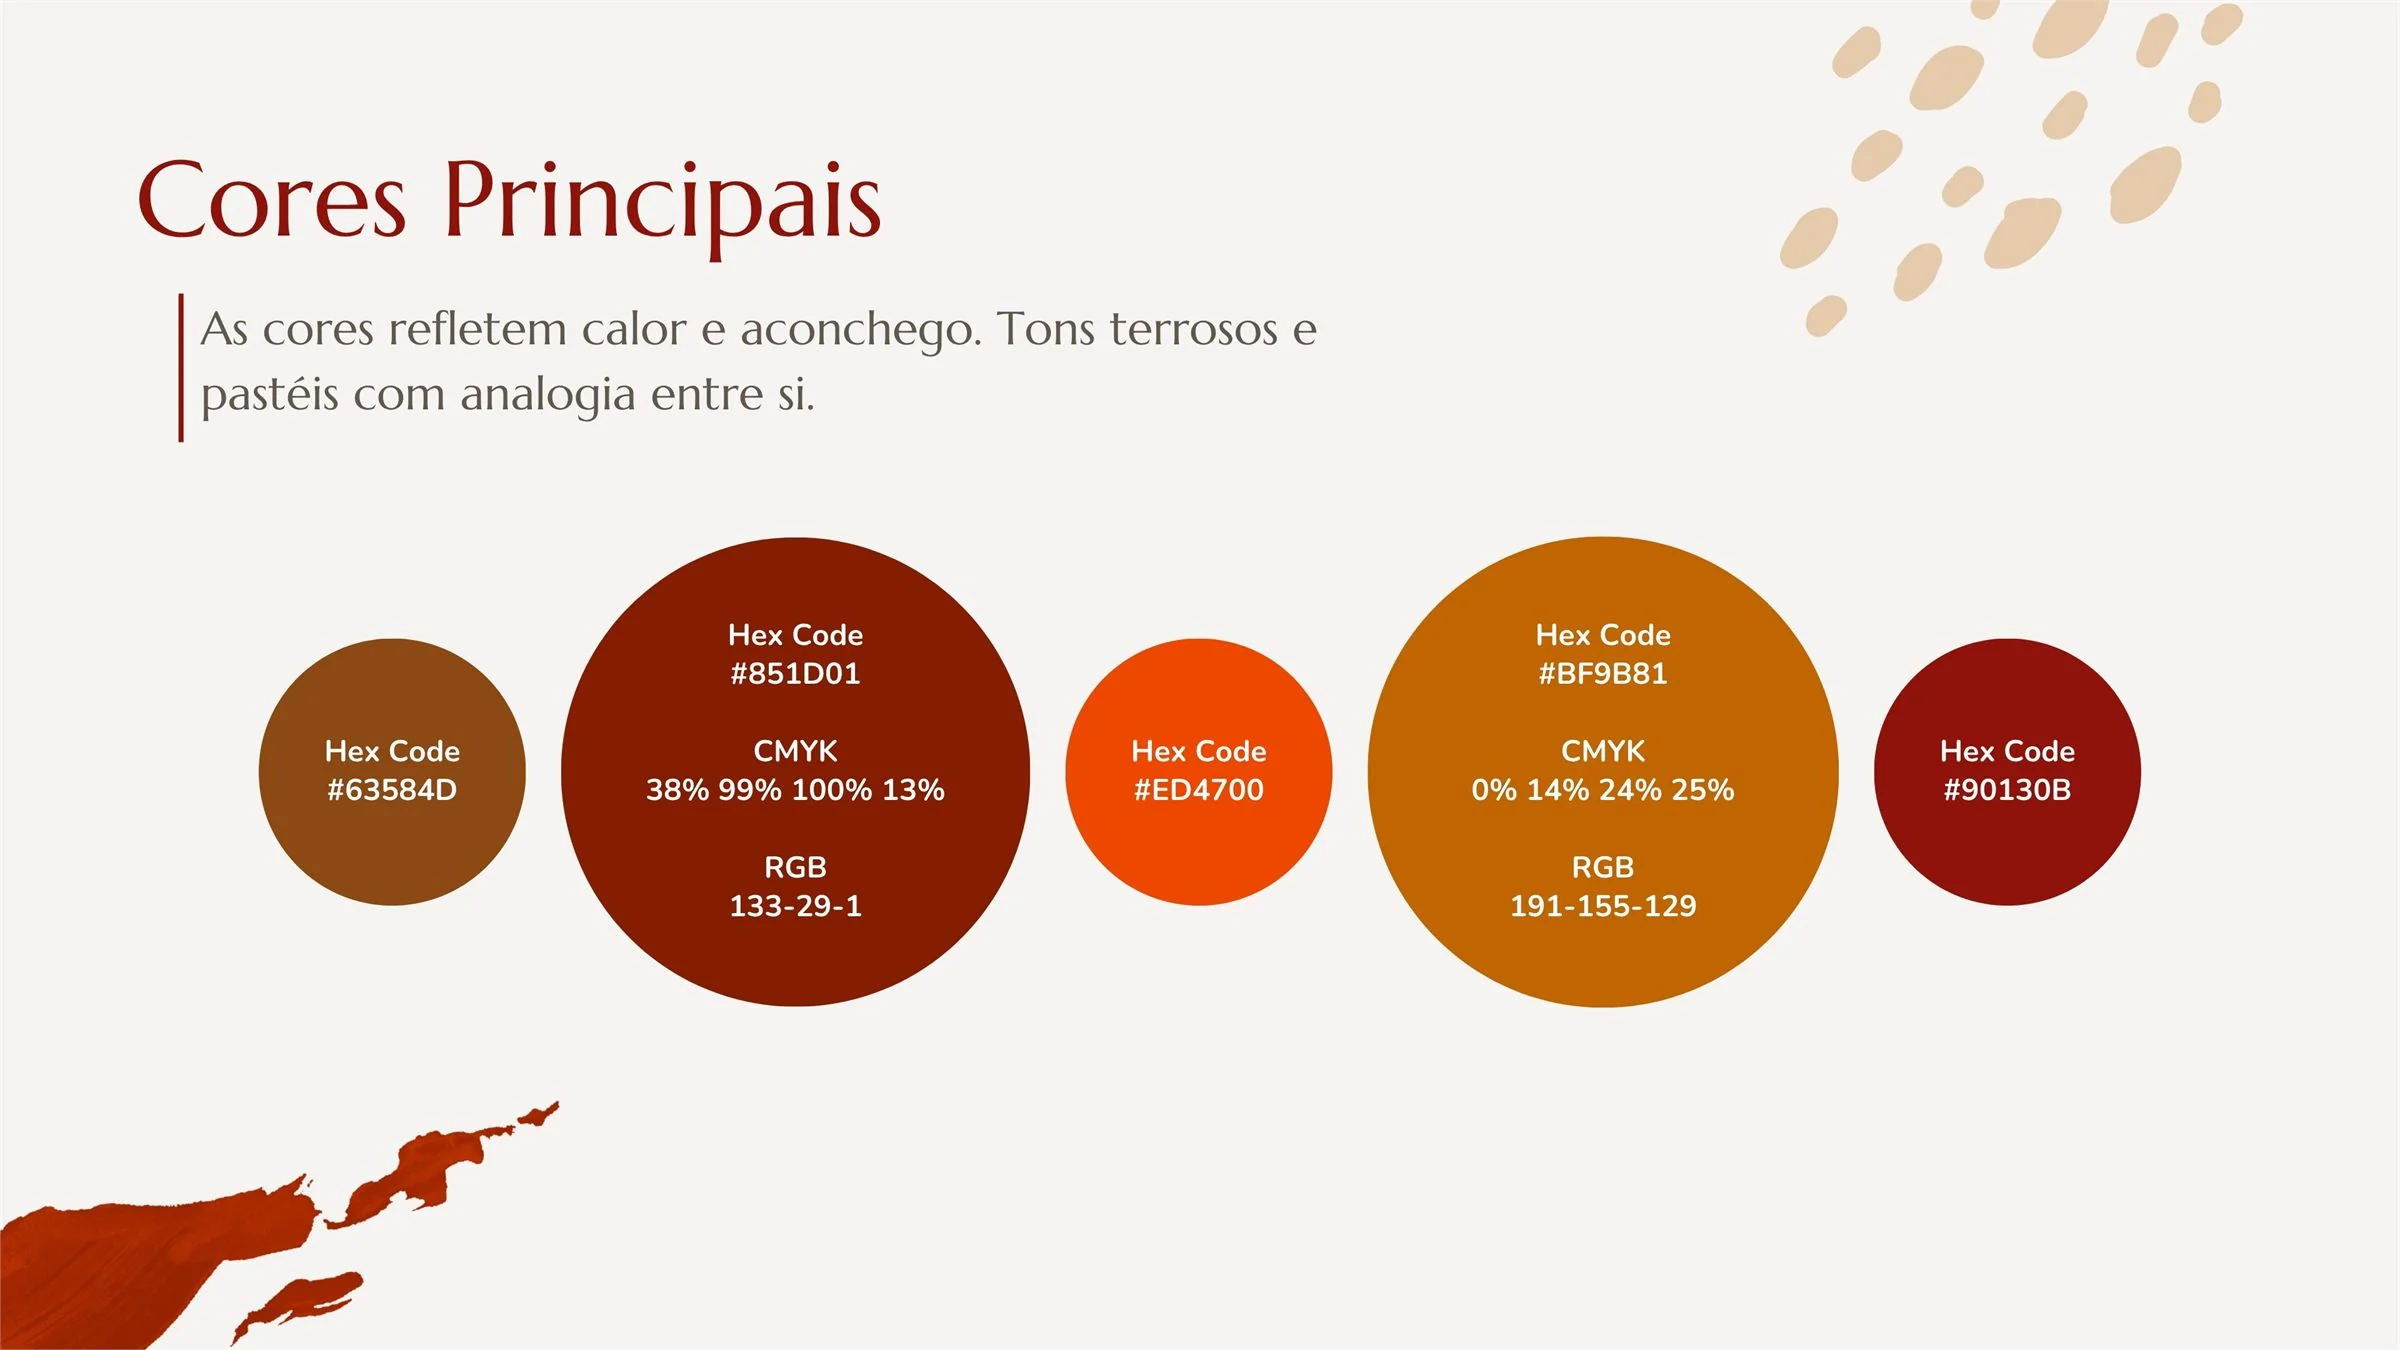 Cores Principais
As cores refletem calor e aconchego. Tons terrosos e
pastéis com analogia entre si.
Hex Code
#63584D
Hex Code
#851D01
CMYK
38% 99% 100% 13%
RGB
133-29-1
Hex Code
#ED4700
Hex Code
#BF9B81
CMYK
0% 14% 24% 25%
RGB
191-155-129
Hex Code
#90130B